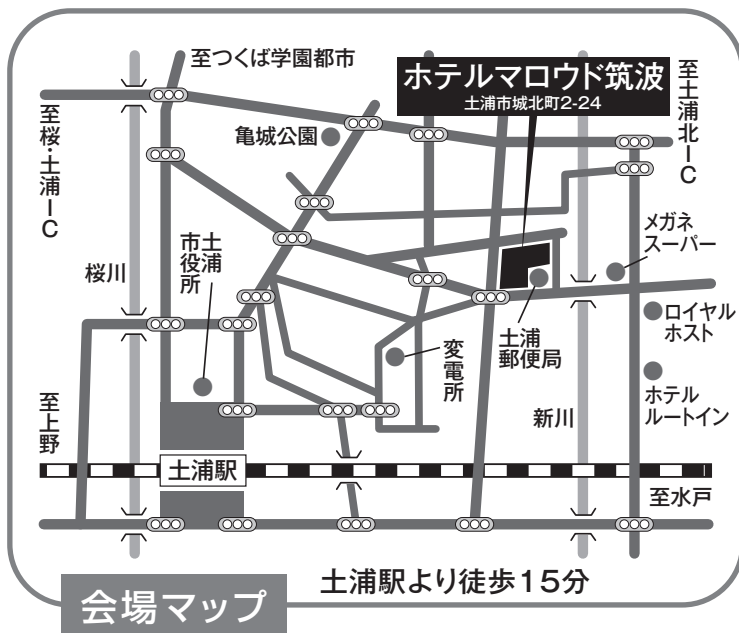 至つくば学園都市
ホテルマロウド筑波
土浦市城北町2-24
至桜・土浦IC
至土浦北IC
亀城公園
メガネ
スーパー
土浦
市役所
桜川
ロイヤル
ホスト
土浦
郵便局
変電所
ホテル
ルートイン
新川
至上野
土浦駅
至水戸
土浦駅より徒歩15分
会場マップ